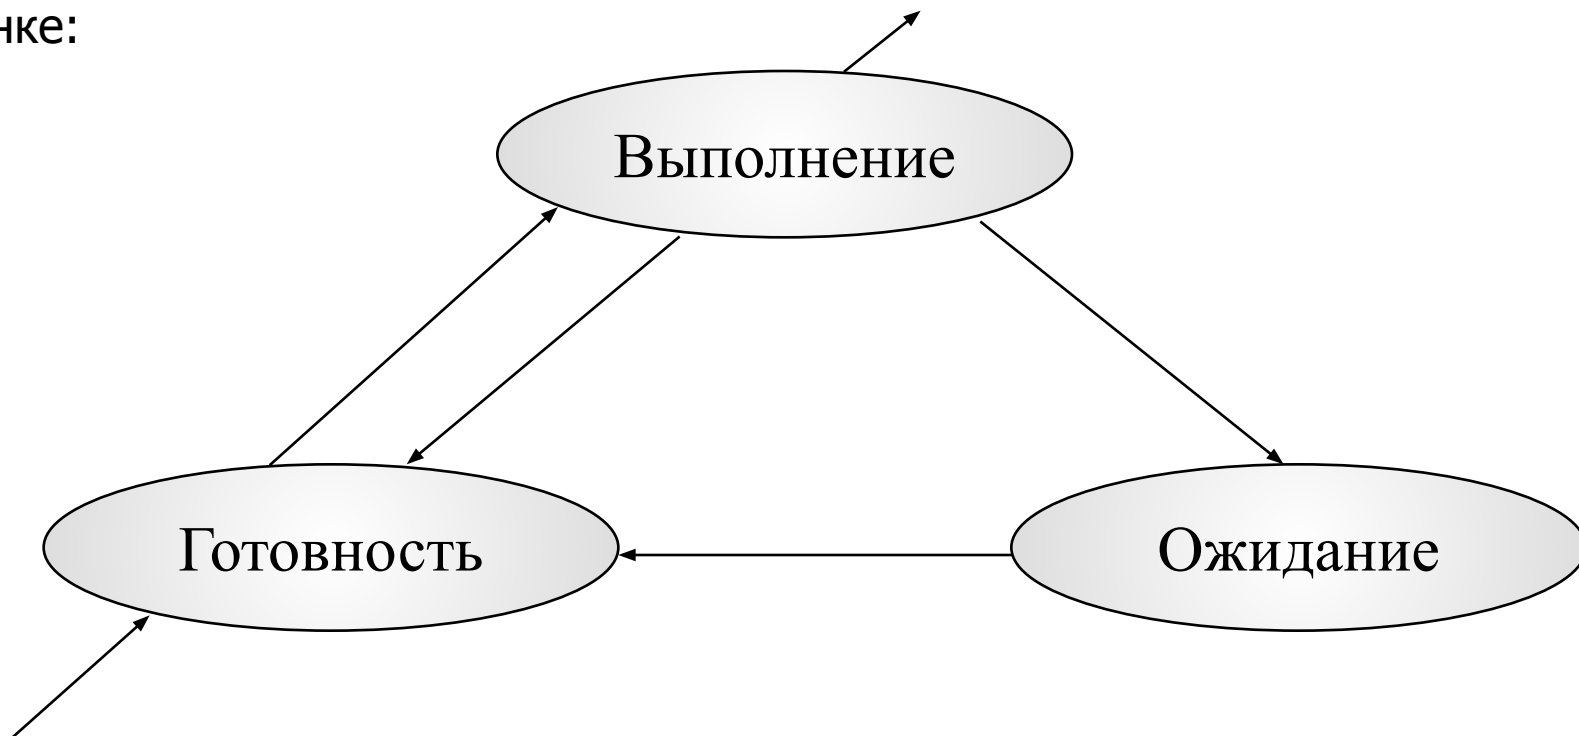 нке:
Выполнение
Готовность
Ожидание